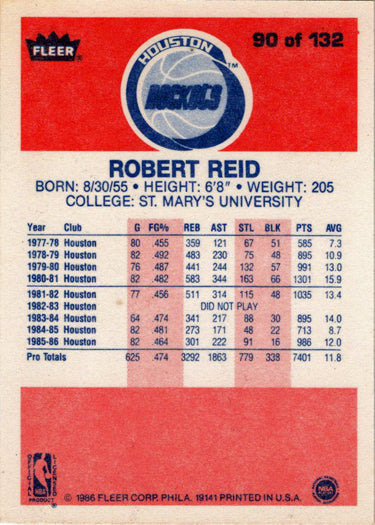 FLEER
90 of 132
HOUSTON
ROCKETS
TM
ROBERT REID
BORN: 8/30/55 • HEIGHT: 6'8" • WEIGHT: 205
COLLEGE: ST. MARY'S UNIVERSITY
Year Club G FG% REB AST STL BLK PTS AVG
1977-78 Houston 80 .455 359 121 67 51 585 7.3
1978-79 Houston 82 .492 483 230 75 48 895 10.9
1979-80 Houston 76 .487 441 244 132 57 991 13.0
1980-81 Houston 82 .482 583 344 163 66 1301 15.9
1981-82 Houston 77 .456 511 314 115 48 1035 13.4
1982-83 Houston DID NOT PLAY
1983-84 Houston 64 .474 341 217 88 30 895 14.0
1984-85 Houston 82 .481 273 171 48 22 713 8.7
1985-86 Houston 82 .464 301 222 91 16 986 12.0
Pro Totals 625 .474 3292 1863 779 338 7401 11.8
OFFICIAL LICENSED
NBA
PRODUCT
NBA
© 1986 FLEER CORP. PHILA. 19141 PRINTED IN U.S.A.